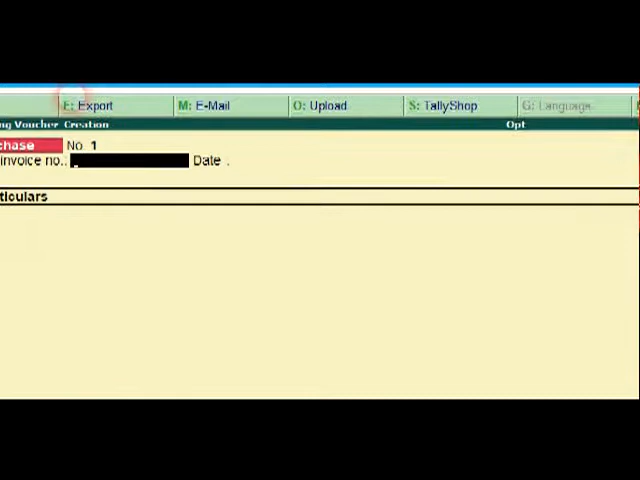 E: Export M: E-Mail O: Upload S: TallyShop G: Language
ng Voucher Creation Opt
chase No. 1
invoice no.: Date :
ticulars